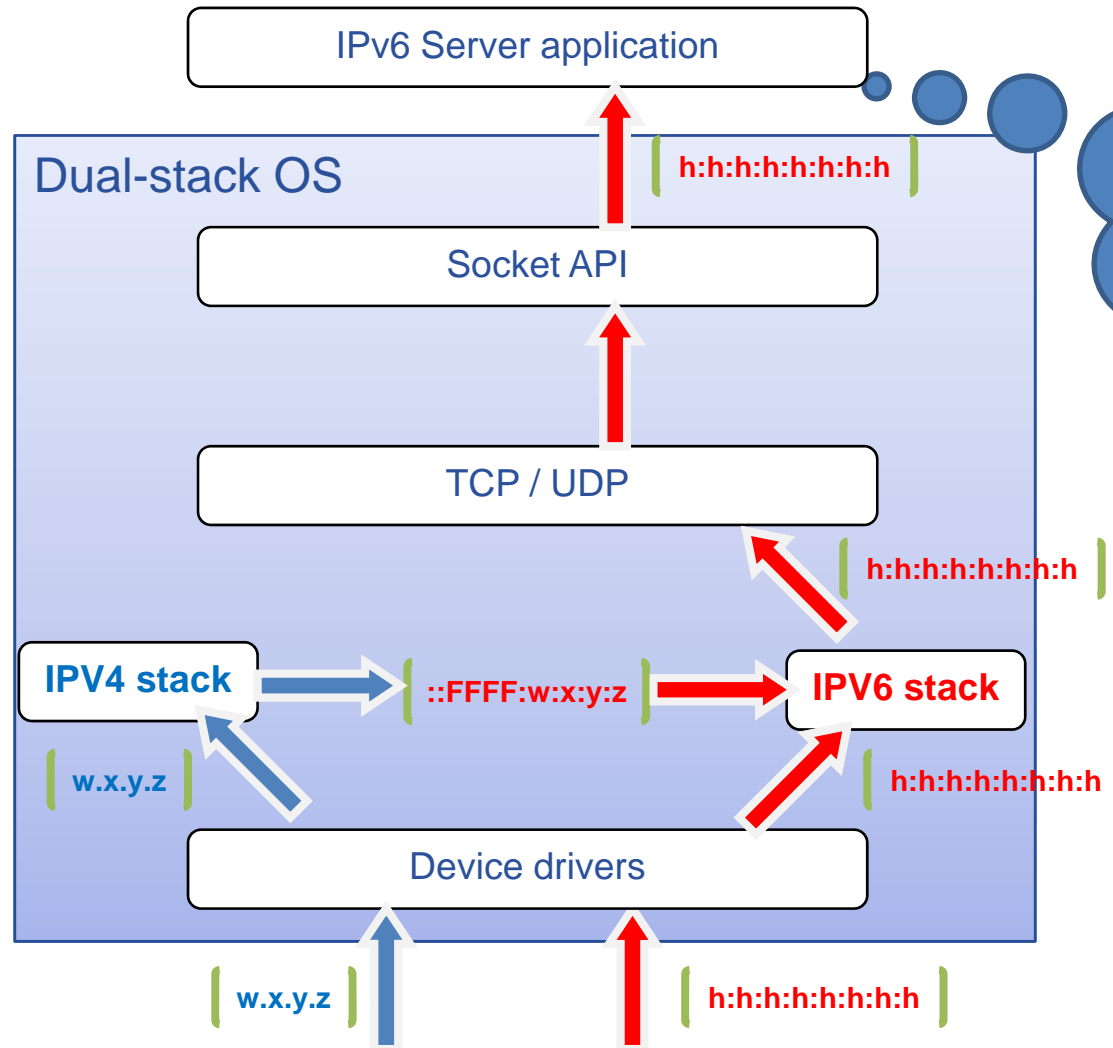 IPv6 Server application
h:h:h:h:h:h:h:h
Dual-stack OS
Socket API
TCP / UDP
h:h:h:h:h:h:h:h
IPV4 stack
::FFFF:w:x:y:z
IPV6 stack
w.x.y.z
h:h:h:h:h:h:h:h
Device drivers
w.x.y.z
h:h:h:h:h:h:h:h